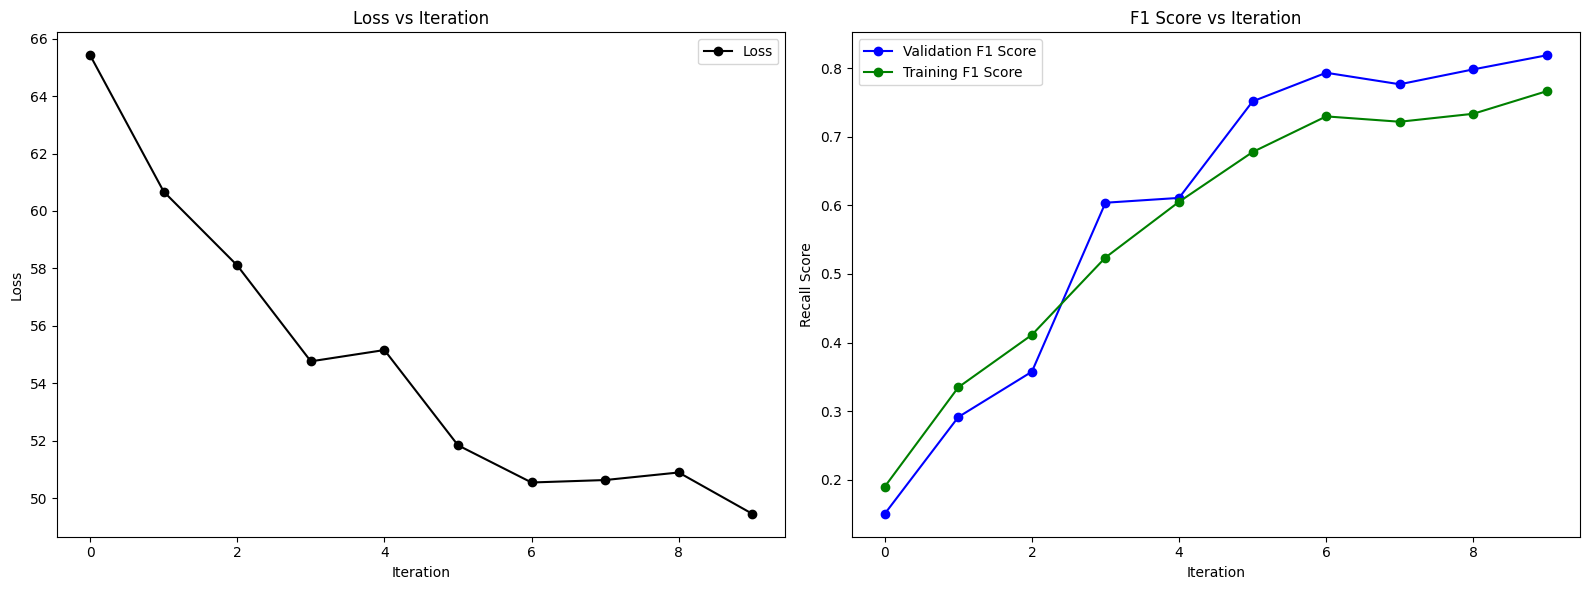 Loss vs Iteration
Loss
66
64
62
60
58
56
54
52
50
Loss
0
2
4
6
8
Iteration
F1 Score vs Iteration
Validation F1 Score
Training F1 Score
0.8
0.7
0.6
0.5
0.4
0.3
0.2
Recall Score
0
2
4
6
8
Iteration